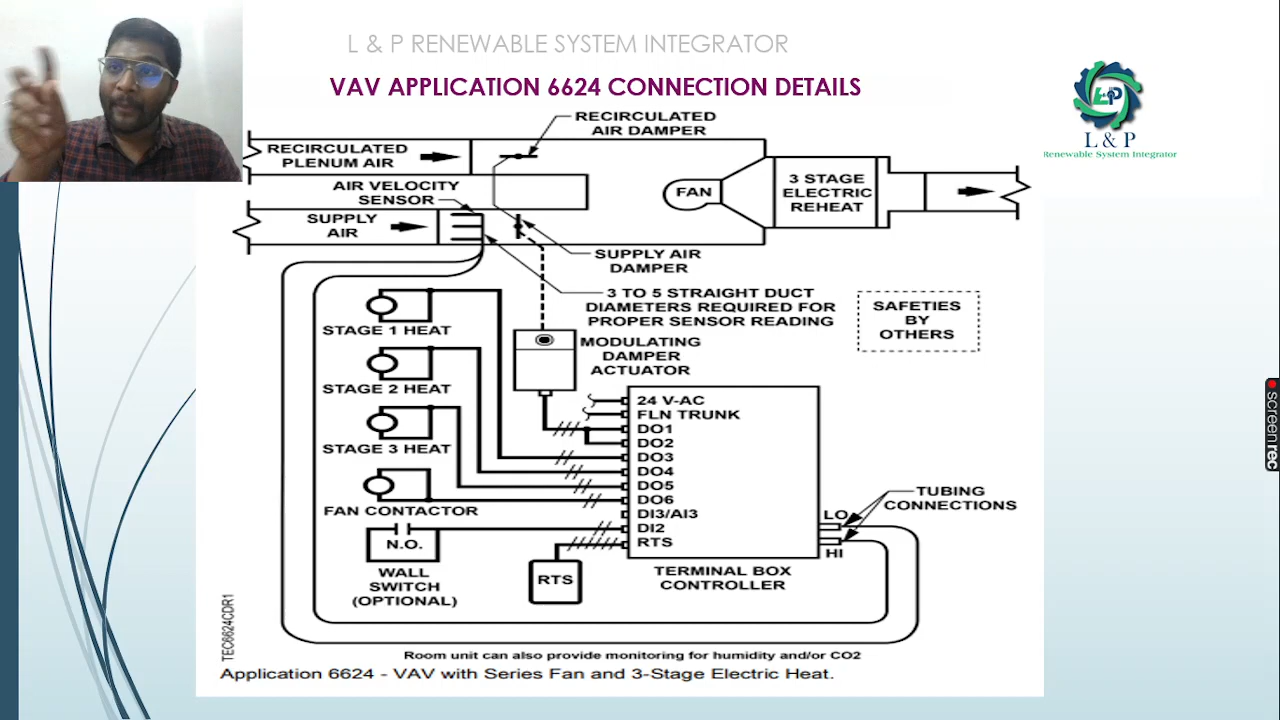 L & P RENEWABLE SYSTEM INTEGRATOR
VAV APPLICATION 6624 CONNECTION DETAILS
L & P
Renewable System Integrator
RECIRCULATED
AIR DAMPER
RECIRCULATED
PLENUM AIR
AIR VELOCITY
SENSOR
SUPPLY
AIR
FAN
3 STAGE
ELECTRIC
REHEAT
SUPPLY AIR
DAMPER
3 TO 5 STRAIGHT DUCT
DIAMETERS REQUIRED FOR
PROPER SENSOR READING
SAFETIES
BY
OTHERS
STAGE 1 HEAT
MODULATING
DAMPER
ACTUATOR
STAGE 2 HEAT
STAGE 3 HEAT
FAN CONTACTOR
N.O.
WALL
SWITCH
(OPTIONAL)
RTS
24 V-AC
FLN TRUNK
DO1
DO2
DO3
DO4
DO5
DO6
DI3/AI3
DI2
RTS
LO
HI
TUBING
CONNECTIONS
TERMINAL BOX
CONTROLLER
TEC6624CDR1
Room unit can also provide monitoring for humidity and/or CO2
Application 6624 - VAV with Series Fan and 3-Stage Electric Heat.
screenrec